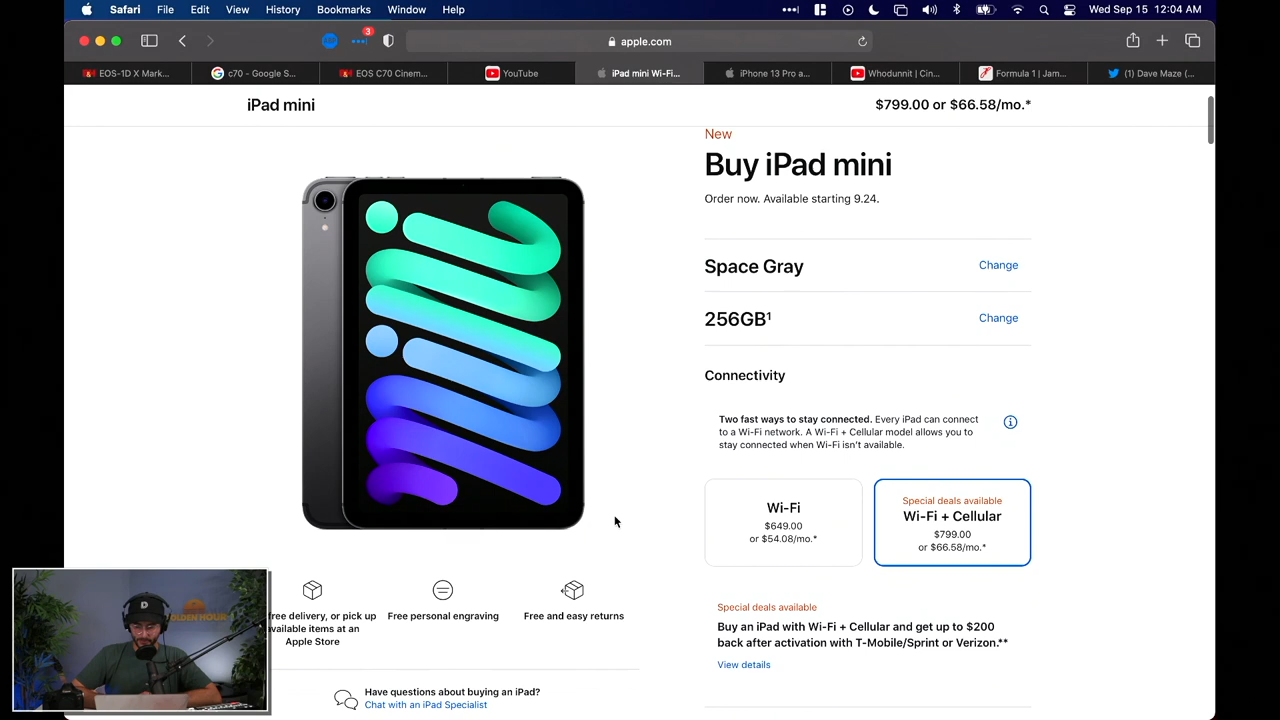 Safari File Edit View History Bookmarks Window Help Wed Sep 15 12:04 AM
3
apple.com
EOS-1D X Mark...
c70 - Google S...
EOS C70 Cinem...
YouTube
iPad mini Wi-Fi...
iPhone 13 Pro a...
Whodunnit | Cin...
Formula 1 | Jam...
(1) Dave Maze (...
iPad mini
$799.00 or $66.58/mo.*
New
Buy iPad mini
Order now. Available starting 9.24.
Space Gray
Change
256GB¹
Change
Connectivity
Two fast ways to stay connected. Every iPad can connect
to a Wi-Fi network. A Wi-Fi + Cellular model allows you to
stay connected when Wi-Fi isn't available.
Wi-Fi
$649.00
or $54.08/mo.*
Special deals available
Wi-Fi + Cellular
$799.00
or $66.58/mo.*
Special deals available
Buy an iPad with Wi-Fi + Cellular and get up to $200
back after activation with T-Mobile/Sprint or Verizon.**
View details
free delivery, or pick up
available items at an
Apple Store
Free personal engraving
Free and easy returns
Have questions about buying an iPad?
Chat with an iPad Specialist
D
OLDEN HOUR